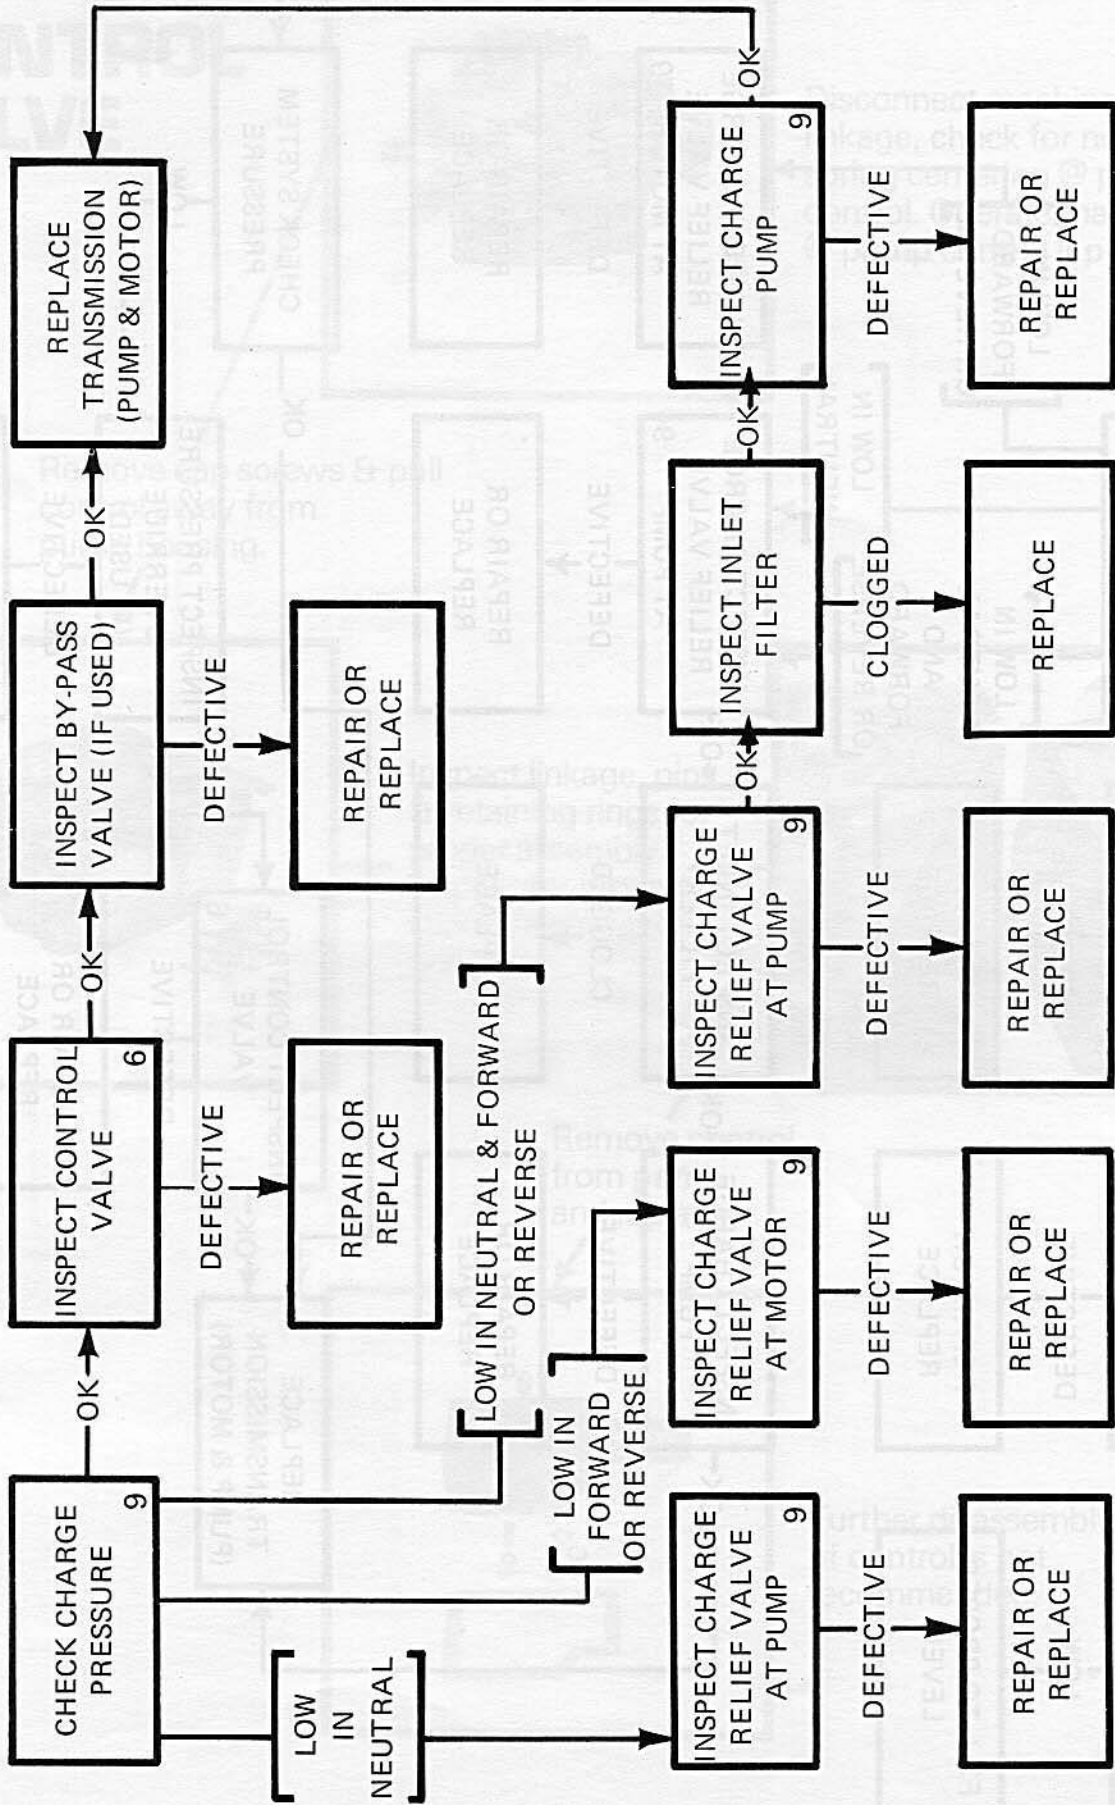 CHECK CHARGE
PRESSURE
9
OK
INSPECT CONTROL
VALVE
6
OK
INSPECT BY-PASS
VALVE (IF USED)
OK
REPLACE
TRANSMISSION
(PUMP & MOTOR)
DEFECTIVE
REPAIR OR
REPLACE
DEFECTIVE
REPAIR OR
REPLACE
LOW
IN
NEUTRAL
LOW IN NEUTRAL & FORWARD
OR REVERSE
LOW IN
FORWARD
OR REVERSE
INSPECT CHARGE
RELIEF VALVE
AT PUMP
9
INSPECT CHARGE
RELIEF VALVE
AT MOTOR
9
INSPECT CHARGE
RELIEF VALVE
AT PUMP
9
OK
INSPECT INLET
FILTER
OK
INSPECT CHARGE
PUMP
9
OK
DEFECTIVE
DEFECTIVE
DEFECTIVE
CLOGGED
DEFECTIVE
REPAIR OR
REPLACE
REPAIR OR
REPLACE
REPAIR OR
REPLACE
REPLACE
REPAIR OR
REPLACE